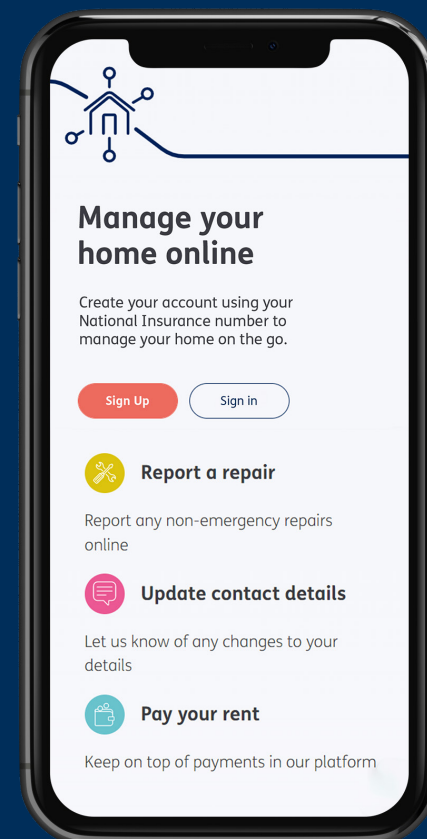 Manage your
home online
Create your account using your
National Insurance number to
manage your home on the go.
Sign Up
Sign in
Report a repair
Report any non-emergency repairs
online
Update contact details
Let us know of any changes to your
details
Pay your rent
Keep on top of payments in our platform